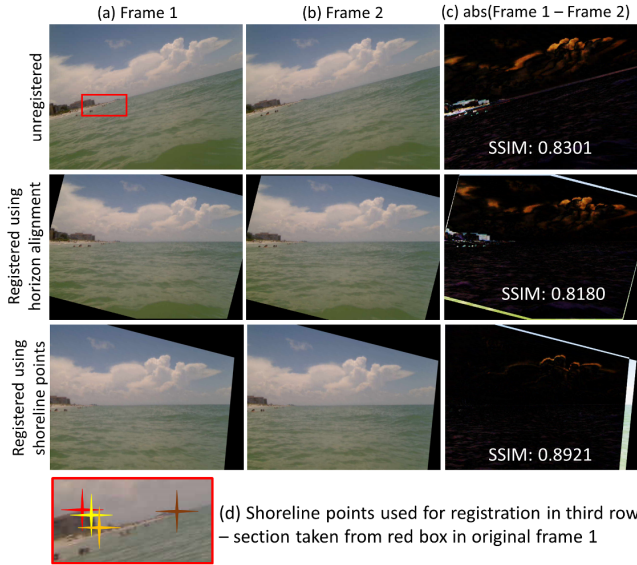 (a) Frame 1
(b) Frame 2
(c) abs(Frame 1 – Frame 2)
unregistered
SSIM: 0.8301
Registered using
horizon alignment
SSIM: 0.8180
Registered using
shoreline points
SSIM: 0.8921
(d) Shoreline points used for registration in third row
– section taken from red box in original frame 1